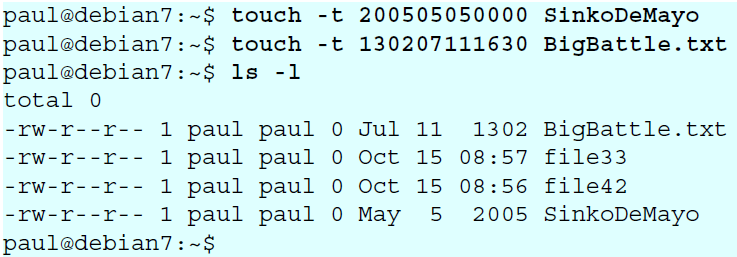 paul@debian7:~$ touch -t 200505050000 SinkoDeMayo
paul@debian7:~$ touch -t 130207111630 BigBattle.txt
paul@debian7:~$ ls -l
total 0
-rw-r--r-- 1 paul paul 0 Jul 11  1302 BigBattle.txt
-rw-r--r-- 1 paul paul 0 Oct 15 08:57 file33
-rw-r--r-- 1 paul paul 0 Oct 15 08:56 file42
-rw-r--r-- 1 paul paul 0 May  5  2005 SinkoDeMayo
paul@debian7:~$